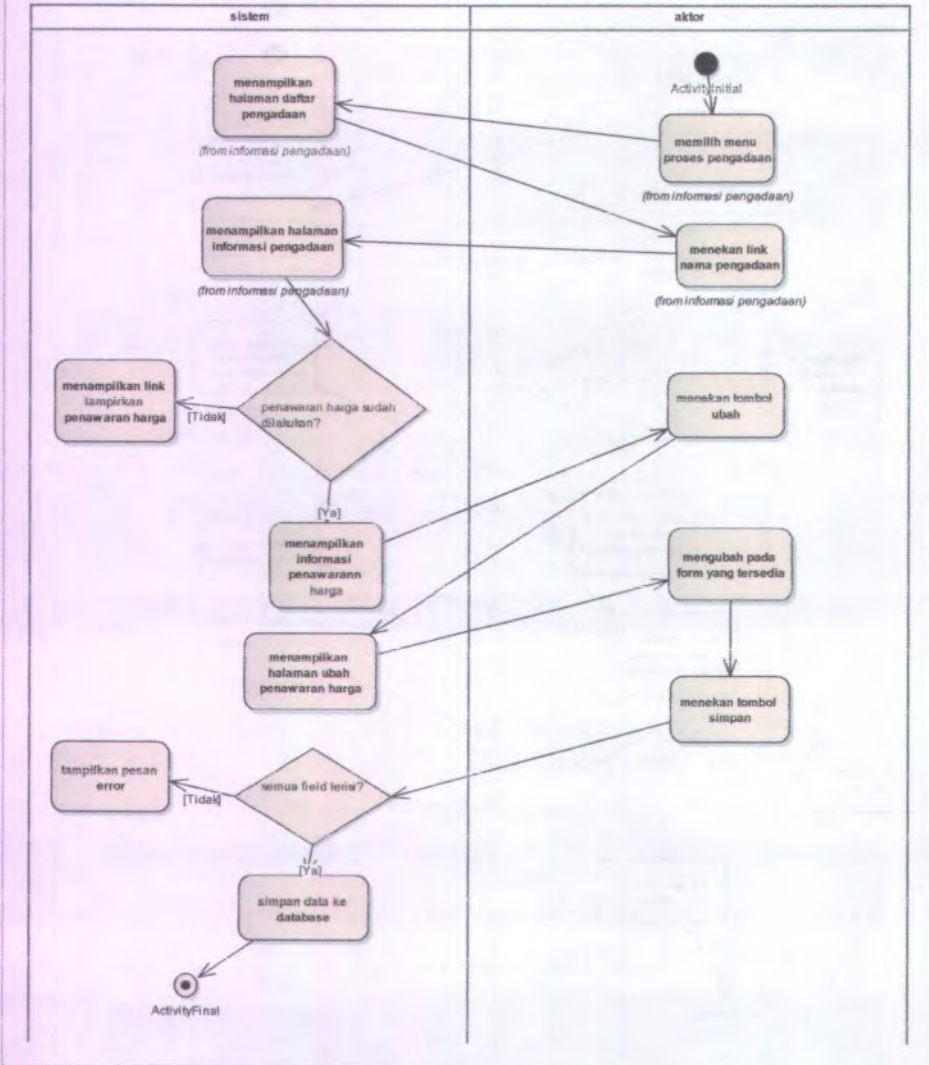 sistem
aktor
ActivityInitial
menampilkan
halaman daftar
pengadaan
(from informasi pengadaan)
memilih menu
proses pengadaan
(from informasi pengadaan)
menampilkan halaman
informasi pengadaan
(from informasi pengadaan)
menekan link
nama pengadaan
(from informasi pengadaan)
menampilkan link
lampirkan
penawaran harga
[Tidak]
penawaran harga sudah
dilakukan?
menekan tombol
ubah
[Ya]
menampilkan
informasi
penawarann
harga
mengubah pada
form yang tersedia
menampilkan
halaman ubah
penawaran harga
menekan tombol
simpan
tampilkan pesan
error
[Tidak]
semua field terisi?
[Ya]
simpan data ke
database
ActivityFinal